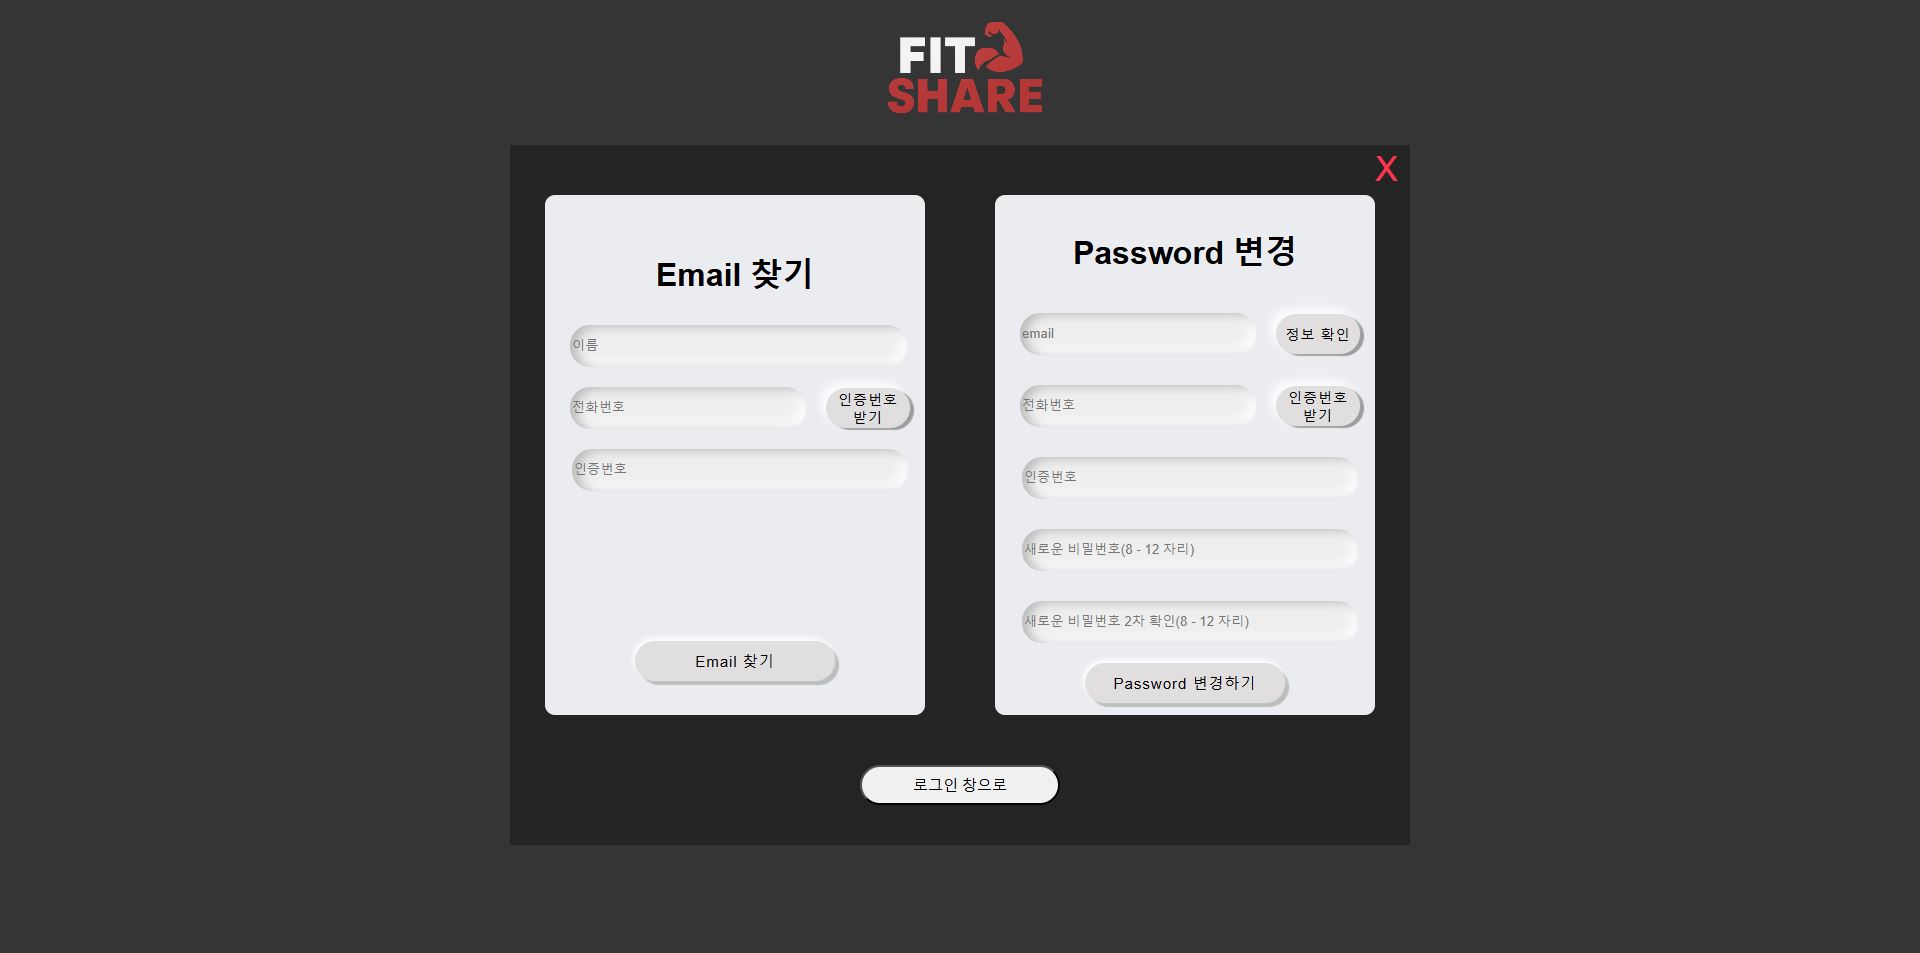 FIT
SHARE
X
Email 찾기
이름
전화번호
인증번호
받기
인증번호
Email 찾기
Password 변경
email
정보 확인
전화번호
인증번호
받기
인증번호
새로운 비밀번호(8 - 12 자리)
새로운 비밀번호 2차 확인(8 - 12 자리)
Password 변경하기
로그인 창으로